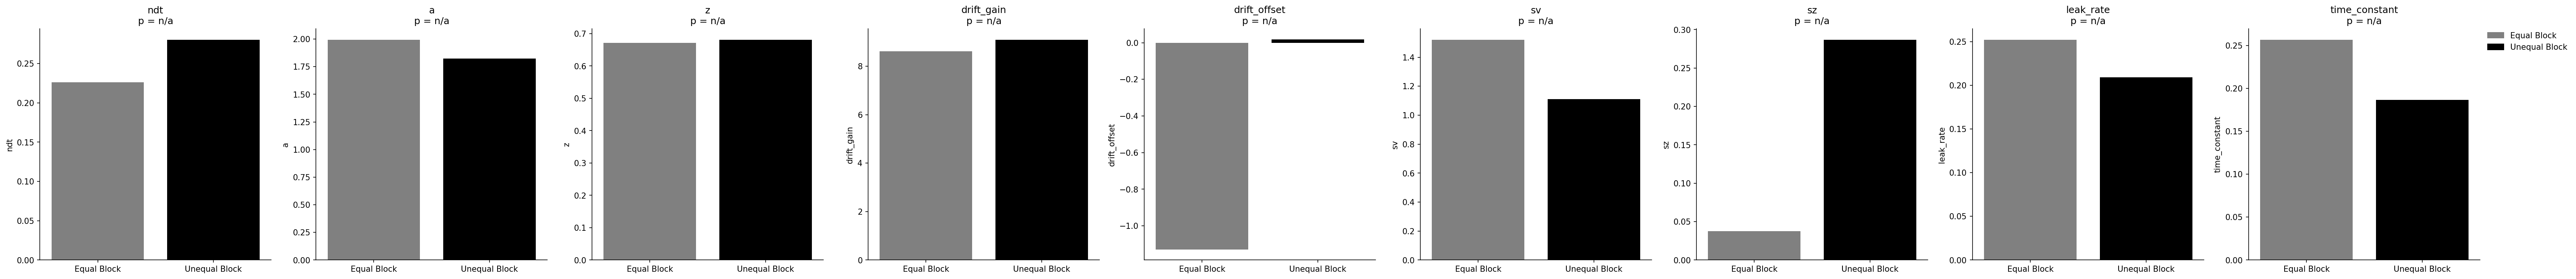 ndt
p = n/a
0.25
0.20
0.15
0.10
0.05
0.00
ndt
Equal Block
Unequal Block
a
p = n/a
2.00
1.75
1.50
1.25
1.00
0.75
0.50
0.25
0.00
a
Equal Block
Unequal Block
z
p = n/a
0.7
0.6
0.5
0.4
0.3
0.2
0.1
0.0
z
Equal Block
Unequal Block
drift_gain
p = n/a
8
6
4
2
0
drift_gain
Equal Block
Unequal Block
drift_offset
p = n/a
0.0
−0.2
−0.4
−0.6
−0.8
−1.0
drift_offset
Equal Block
Unequal Block
sv
p = n/a
1.4
1.2
1.0
0.8
0.6
0.4
0.2
0.0
sv
Equal Block
Unequal Block
sz
p = n/a
0.30
0.25
0.20
0.15
0.10
0.05
0.00
sz
Equal Block
Unequal Block
leak_rate
p = n/a
0.25
0.20
0.15
0.10
0.05
0.00
leak_rate
Equal Block
Unequal Block
time_constant
p = n/a
0.25
0.20
0.15
0.10
0.05
0.00
time_constant
Equal Block
Unequal Block
Equal Block
Unequal Block